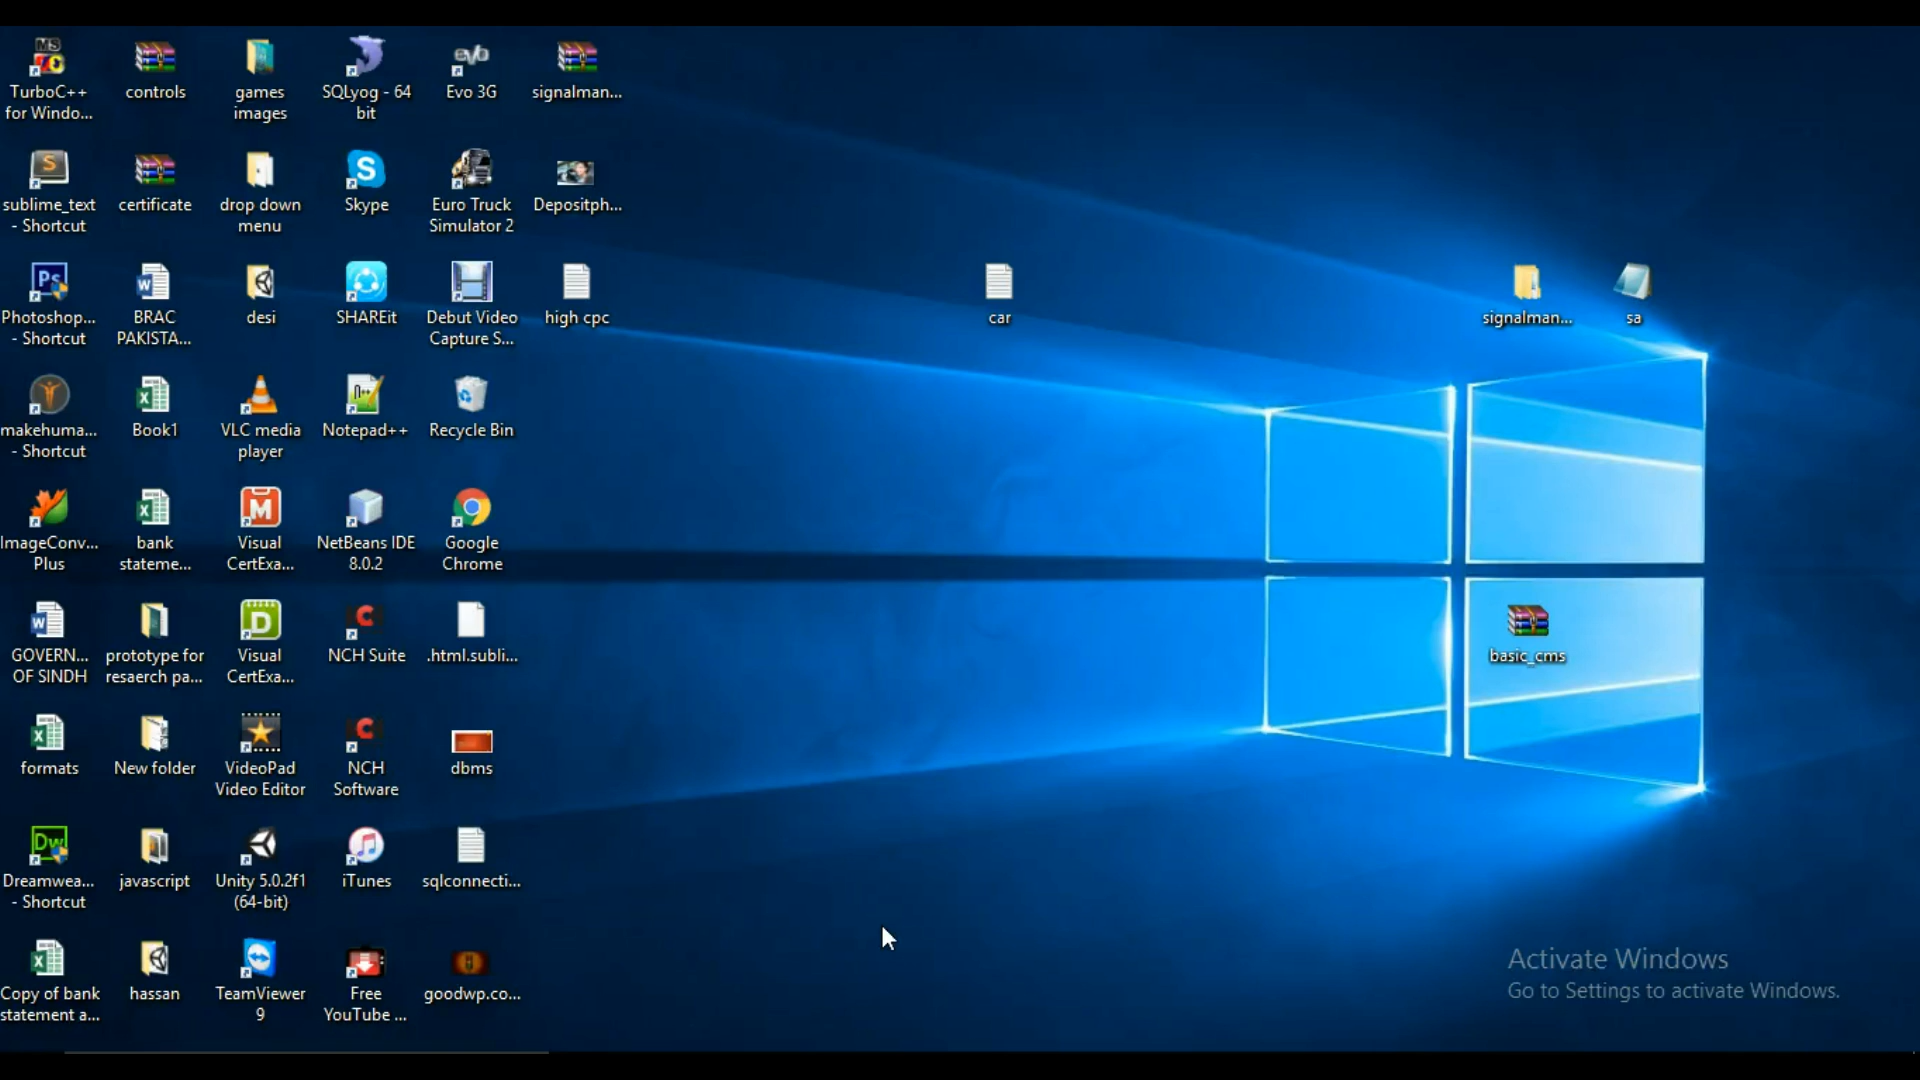 TurboC++
for Windo...
controls
games
images
SQLyog - 64
bit
Evo 3G
signalman...
sublime_text
- Shortcut
certificate
drop down
menu
Skype
Euro Truck
Simulator 2
Depositph...
Photoshop...
- Shortcut
BRAC
PAKISTA...
desi
SHAREit
Debut Video
Capture S...
high cpc
car
signalman...
sa
makehuma...
- Shortcut
Book1
VLC media
player
Notepad++
Recycle Bin
ImageConv...
Plus
bank
stateme...
Visual
CertExa...
NetBeans IDE
8.0.2
Google
Chrome
GOVERN...
OF SINDH
prototype for
resaerch pa...
Visual
CertExa...
NCH Suite
.html.subli...
basic_cms
formats
New folder
VideoPad
Video Editor
NCH
Software
dbms
Dreamwea...
- Shortcut
javascript
Unity 5.0.2f1
(64-bit)
iTunes
sqlconnecti...
Copy of bank
statement a...
hassan
TeamViewer
9
Free
YouTube ...
goodwp.co...
Activate Windows
Go to Settings to activate Windows.